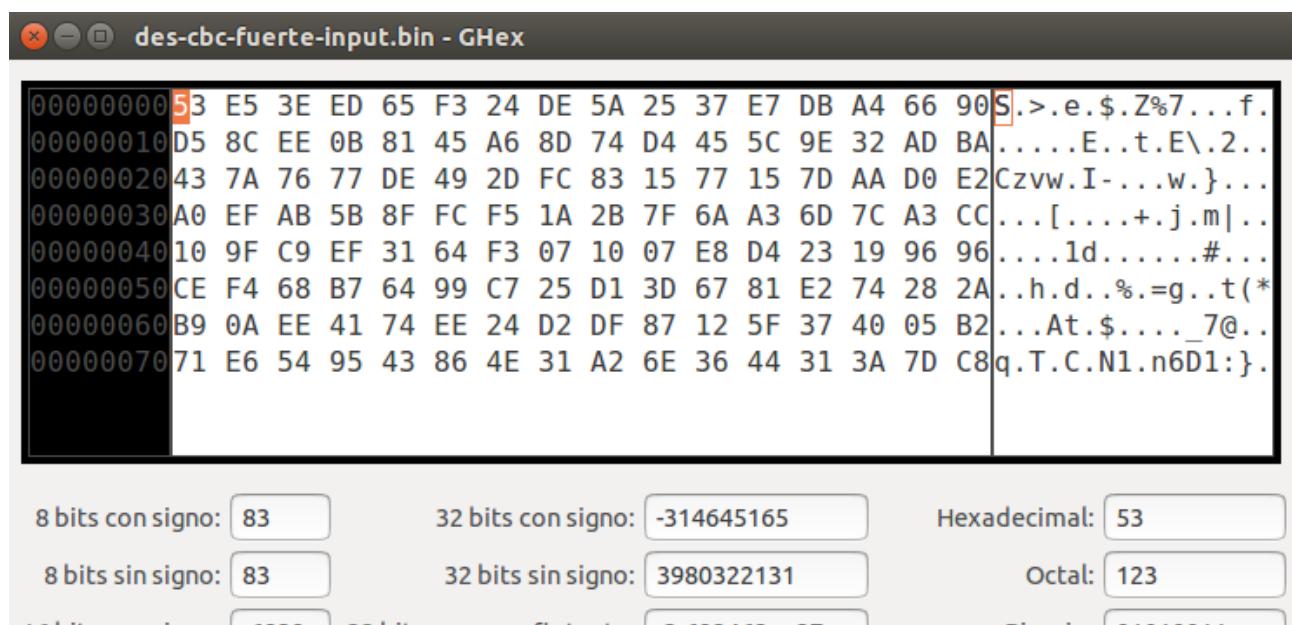 des-cbc-fuerte-input.bin - GHex
00000000 53 E5 3E ED 65 F3 24 DE 5A 25 37 E7 DB A4 66 90 S.>.e.$.Z%7...f.
00000010 D5 8C EE 0B 81 45 A6 8D 74 D4 45 5C 9E 32 AD BA .....E..t.E\.2..
00000020 43 7A 76 77 DE 49 2D FC 83 15 77 15 7D AA D0 E2 Czvw.I-...w.}...
00000030 A0 EF AB 5B 8F FC F5 1A 2B 7F 6A A3 6D 7C A3 CC ...[....+.j.m|..
00000040 10 9F C9 EF 31 64 F3 07 10 07 E8 D4 23 19 96 96 ....1d......#...
00000050 CE F4 68 B7 64 99 C7 25 D1 3D 67 81 E2 74 28 2A ..h.d..%.=g..t(*
00000060 B9 0A EE 41 74 EE 24 D2 DF 87 12 5F 37 40 05 B2 ...At.$...._7@..
00000070 71 E6 54 95 43 86 4E 31 A2 6E 36 44 31 3A 7D C8 q.T.C.N1.n6D1:}.
8 bits con signo: 83 32 bits con signo: -314645165 Hexadecimal: 53
8 bits sin signo: 83 32 bits sin signo: 3980322131 Octal: 123